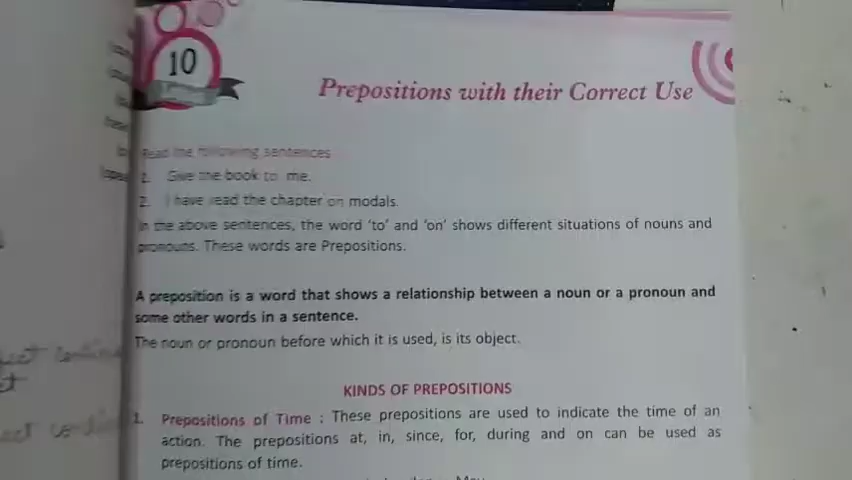 10
Prepositions with their Correct Use
Read the following sentences
1. Give the book to me.
2. I have read the chapter on modals.
In the above sentences, the word 'to' and 'on' shows different situations of nouns and
pronouns. These words are Prepositions.
A preposition is a word that shows a relationship between a noun or a pronoun and
some other words in a sentence.
The noun or pronoun before which it is used, is its object.
KINDS OF PREPOSITIONS
1. Prepositions of Time : These prepositions are used to indicate the time of an
action. The prepositions at, in, since, for, during and on can be used as
prepositions of time.